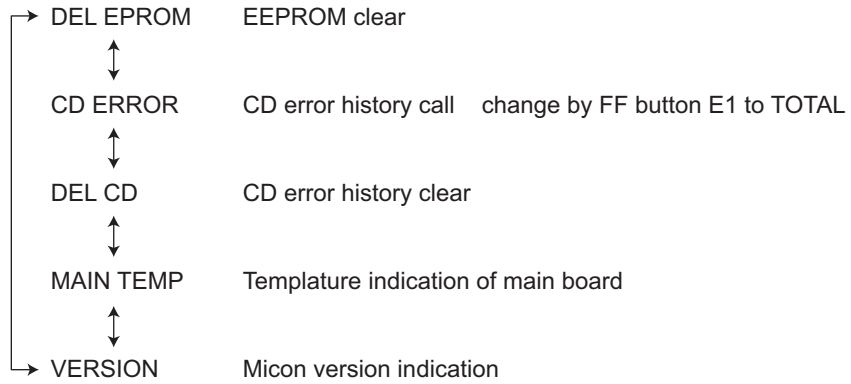 DEL EPROM EEPROM clear
CD ERROR CD error history call change by FF button E1 to TOTAL
DEL CD CD error history clear
MAIN TEMP Templature indication of main board
VERSION Micon version indication